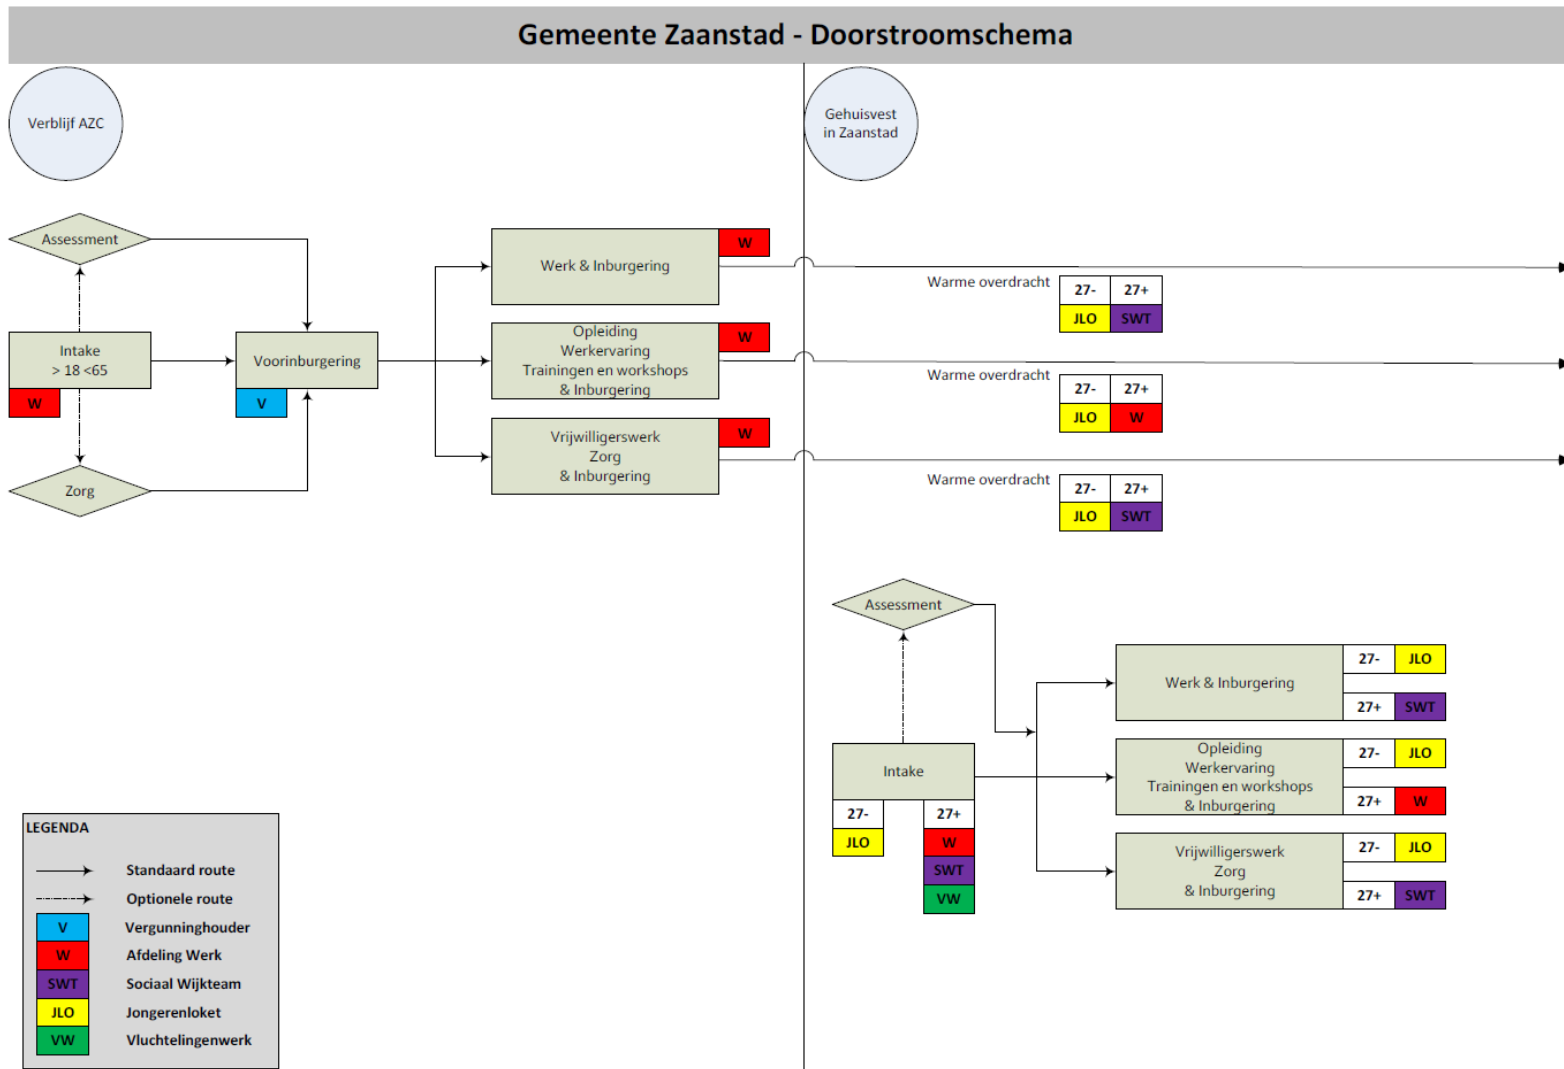 Gemeente Zaanstad - Doorstroomschema
Verblijf AZC
Gehuisvest
in Zaanstad
Assessment
Intake
> 18 <65
W
Zorg
Voorinburgering
V
Werk & Inburgering
W
Opleiding
Werkervaring
Trainingen en workshops
& Inburgering
W
Vrijwilligerswerk
Zorg
& Inburgering
W
Warme overdracht
27- 27+
JLO SWT
Warme overdracht
27- 27+
JLO W
Warme overdracht
27- 27+
JLO SWT
Assessment
Intake
27- 27+
JLO W
SWT
VW
Werk & Inburgering
27- JLO
27+ SWT
Opleiding
Werkervaring
Trainingen en workshops
& Inburgering
27- JLO
27+ W
Vrijwilligerswerk
Zorg
& Inburgering
27- JLO
27+ SWT
LEGENDA
Standaard route
Optionele route
V Vergunninghouder
W Afdeling Werk
SWT Sociaal Wijkteam
JLO Jongerenloket
VW Vluchtelingenwerk